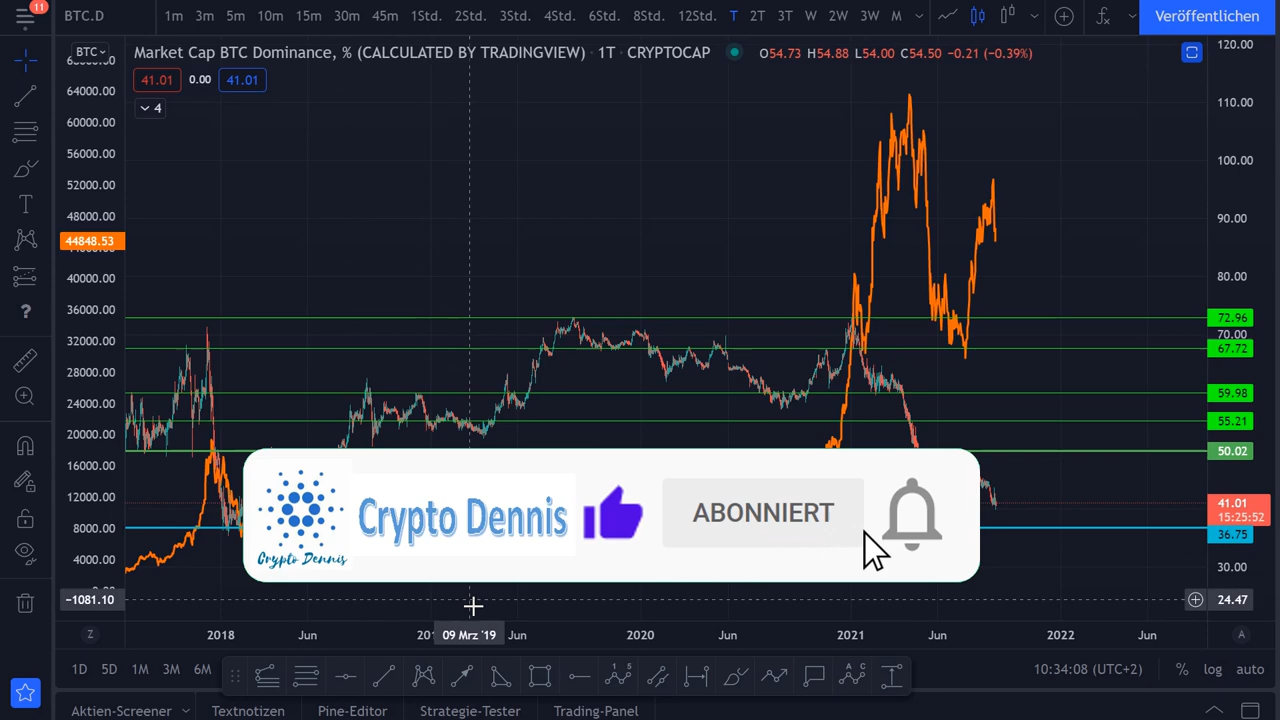 11
BTC.D
1m 3m 5m 10m 15m 30m 45m 1Std. 2Std. 3Std. 4Std. 6Std. 8Std. 12Std. T 2T 3T W 2W 3W M
Veröffentlichen
BTC
Market Cap BTC Dominance, % (CALCULATED BY TRADINGVIEW) · 1T · CRYPTOCAP
O54.73 H54.88 L54.00 C54.50 −0.21 (−0.39%)
41.01 0.00 41.01
4
64000.00
60000.00
56000.00
52000.00
48000.00
44848.53
40000.00
36000.00
32000.00
28000.00
24000.00
20000.00
16000.00
12000.00
8000.00
4000.00
−1081.10
120.00
110.00
100.00
90.00
80.00
72.96
70.00
67.72
59.98
55.21
50.02
41.01
15:25:52
36.75
30.00
24.47
Crypto Dennis
Crypto Dennis
ABONNIERT
Z
2018 Jun 09 Mrz '19 Jun 2020 Jun 2021 Jun 2022 Jun
A
1D 5D 1M 3M 6M
10:34:08 (UTC+2)
% log auto
Aktien-Screener Textnotizen Pine-Editor Strategie-Tester Trading-Panel